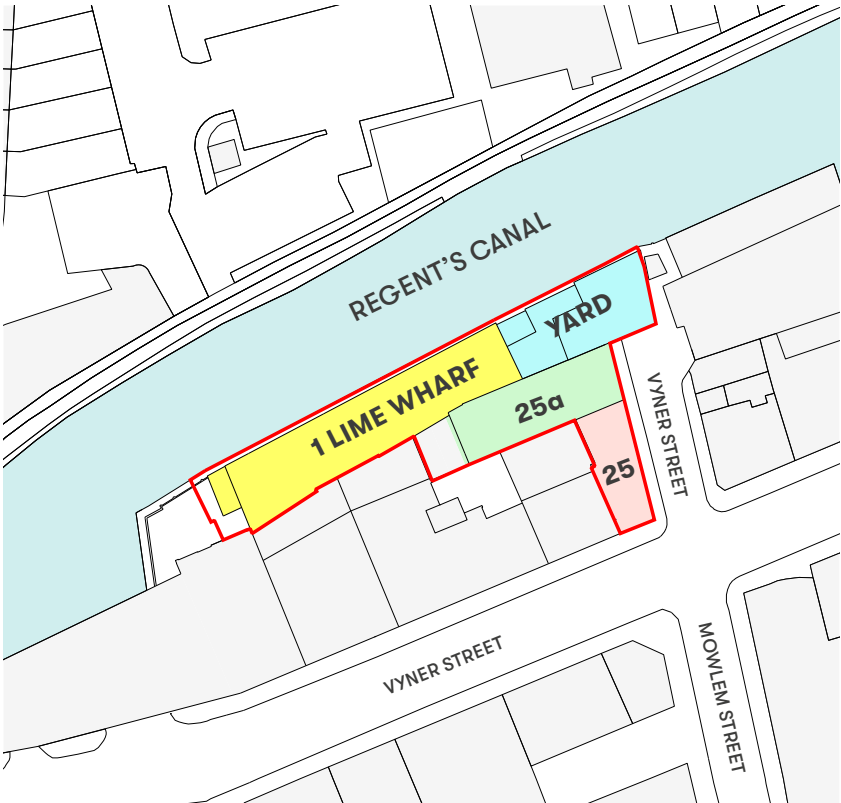 REGENT'S CANAL
YARD
1 LIME WHARF
25a
VYNER STREET
25
VYNER STREET
MOWLEM STREET